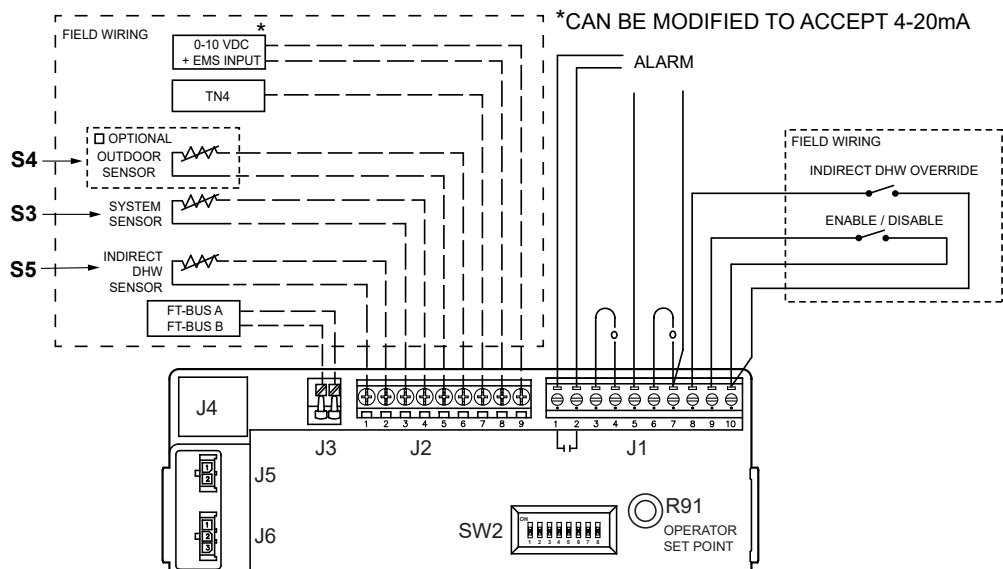 *CAN BE MODIFIED TO ACCEPT 4-20mA
FIELD WIRING
*
0-10 VDC
+ EMS INPUT
TN4
OPTIONAL
OUTDOOR
SENSOR
S4
SYSTEM
SENSOR
S3
INDIRECT
DHW
SENSOR
S5
FT-BUS A
FT-BUS B
ALARM
FIELD WIRING
INDIRECT DHW OVERRIDE
ENABLE / DISABLE
J4
1 2 3 4 5 6 7 8 9
1 2 3 4 5 6 7 8 9 10
J3
J2
J1
J5
1
2
J6
1
2
3
SW2
ON
1 2 3 4 5 6 7 8
R91
OPERATOR
SET POINT